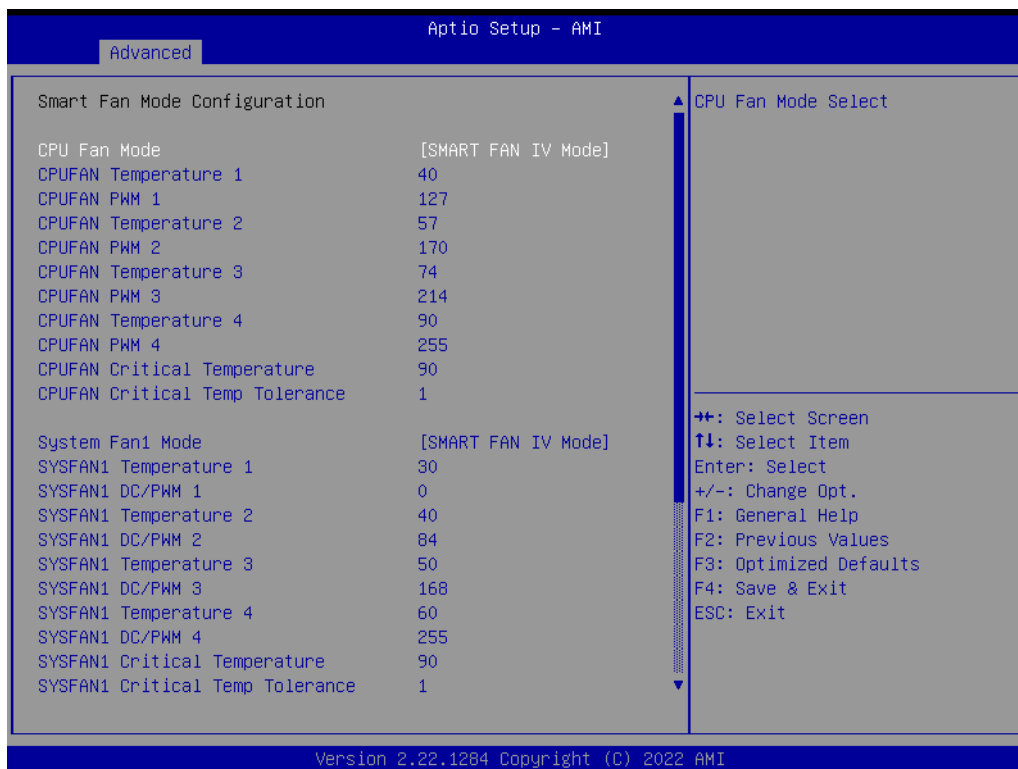 Aptio Setup – AMI
Advanced
Smart Fan Mode Configuration
CPU Fan Mode [SMART FAN IV Mode]
CPUFAN Temperature 1 40
CPUFAN PWM 1 127
CPUFAN Temperature 2 57
CPUFAN PWM 2 170
CPUFAN Temperature 3 74
CPUFAN PWM 3 214
CPUFAN Temperature 4 90
CPUFAN PWM 4 255
CPUFAN Critical Temperature 90
CPUFAN Critical Temp Tolerance 1
System Fan1 Mode [SMART FAN IV Mode]
SYSFAN1 Temperature 1 30
SYSFAN1 DC/PWM 1 0
SYSFAN1 Temperature 2 40
SYSFAN1 DC/PWM 2 84
SYSFAN1 Temperature 3 50
SYSFAN1 DC/PWM 3 168
SYSFAN1 Temperature 4 60
SYSFAN1 DC/PWM 4 255
SYSFAN1 Critical Temperature 90
SYSFAN1 Critical Temp Tolerance 1
CPU Fan Mode Select
→←: Select Screen
↑↓: Select Item
Enter: Select
+/-: Change Opt.
F1: General Help
F2: Previous Values
F3: Optimized Defaults
F4: Save & Exit
ESC: Exit
Version 2.22.1284 Copyright (C) 2022 AMI